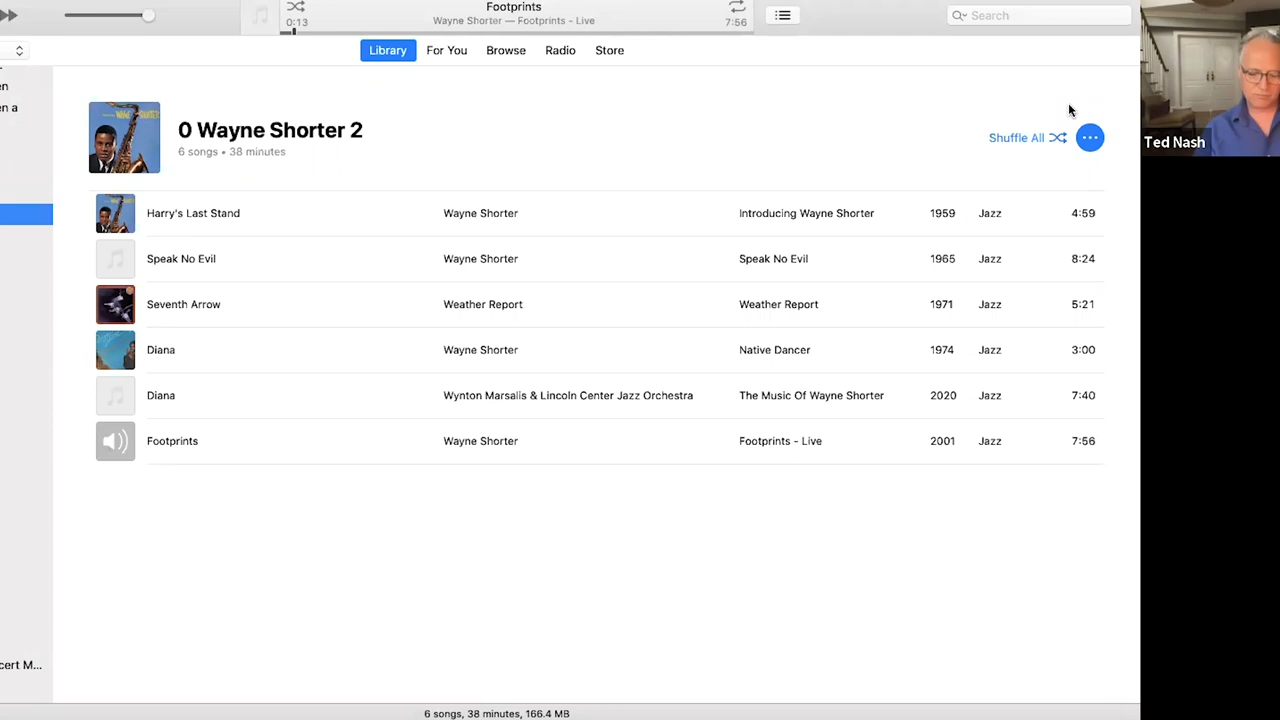 Footprints
0:13
Wayne Shorter — Footprints - Live
7:56
Search
Library For You Browse Radio Store
en
en a
0 Wayne Shorter 2
6 songs • 38 minutes
Shuffle All
Ted Nash
Harry's Last Stand Wayne Shorter Introducing Wayne Shorter 1959 Jazz 4:59
Speak No Evil Wayne Shorter Speak No Evil 1965 Jazz 8:24
Seventh Arrow Weather Report Weather Report 1971 Jazz 5:21
Diana Wayne Shorter Native Dancer 1974 Jazz 3:00
Diana Wynton Marsalis & Lincoln Center Jazz Orchestra The Music Of Wayne Shorter 2020 Jazz 7:40
Footprints Wayne Shorter Footprints - Live 2001 Jazz 7:56
cert M...
6 songs, 38 minutes, 166.4 MB